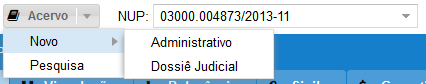 Acervo NUP: 03000.004873/2013-11
Novo Administrativo
Pesquisa Dossiê Judicial